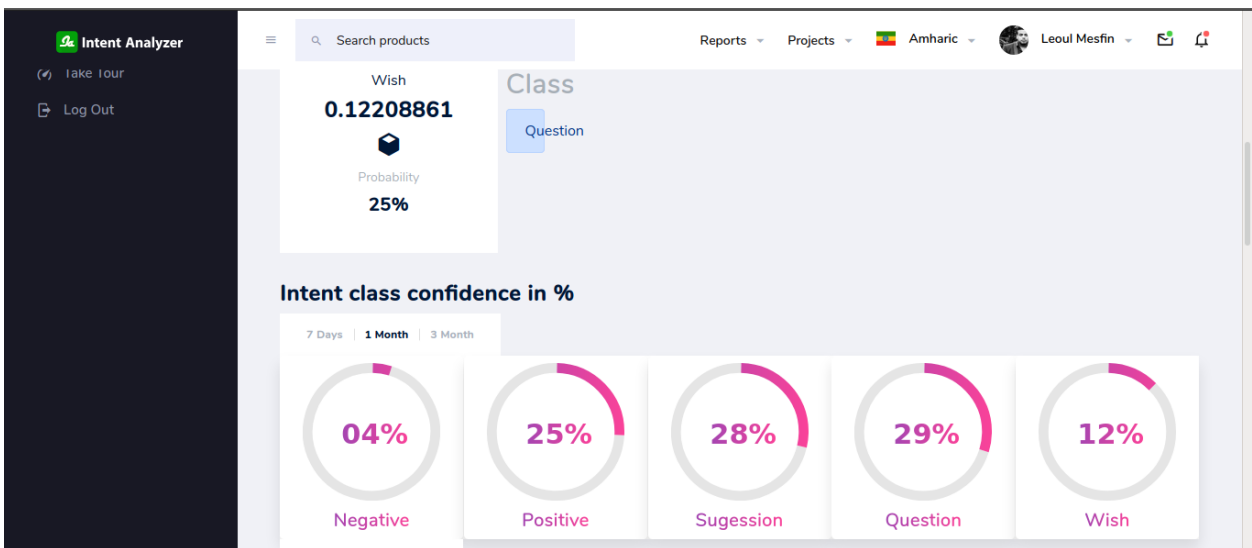 Intent Analyzer
Search products
Reports
Projects
Amharic
Leoul Mesfin
Take Tour
Log Out
Wish
0.12208861
Probability
25%
Class
Question
Intent class confidence in %
7 Days
1 Month
3 Month
04%
25%
28%
29%
12%
Negative
Positive
Sugession
Question
Wish